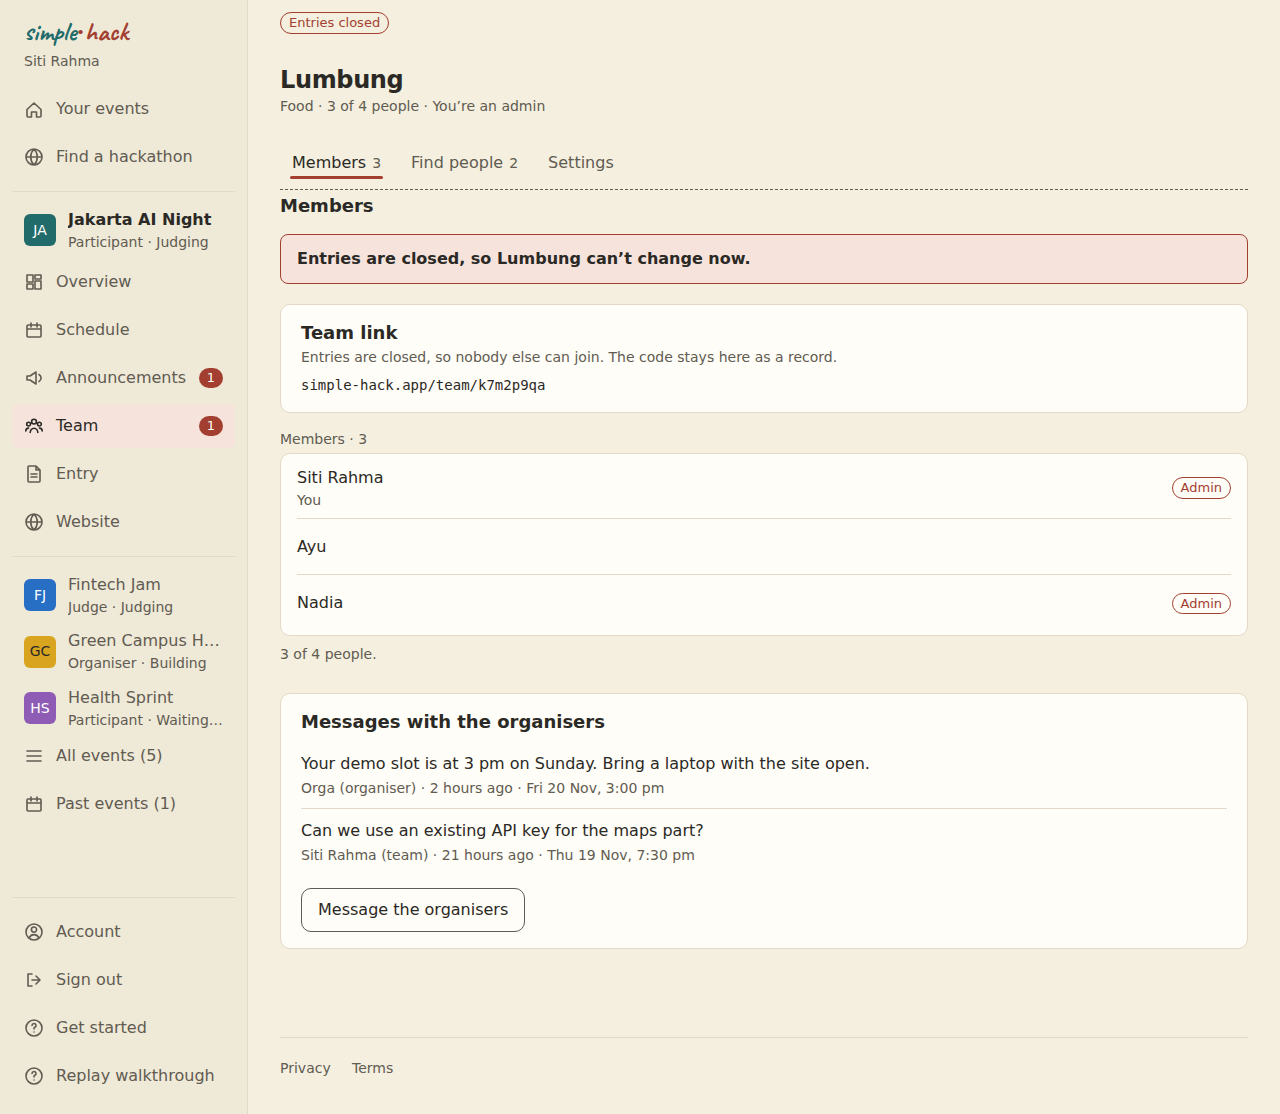 simple·hack
Siti Rahma
Your events
Find a hackathon
JA
Jakarta AI Night
Participant · Judging
Overview
Schedule
Announcements 1
Team 1
Entry
Website
FJ
Fintech Jam
Judge · Judging
GC
Green Campus H…
Organiser · Building
HS
Health Sprint
Participant · Waiting…
All events (5)
Past events (1)
Account
Sign out
Get started
Replay walkthrough
Entries closed
Lumbung
Food · 3 of 4 people · You’re an admin
Members 3 Find people 2 Settings
Members
Entries are closed, so Lumbung can’t change now.
Team link
Entries are closed, so nobody else can join. The code stays here as a record.
simple-hack.app/team/k7m2p9qa
Members · 3
Siti Rahma
You
Admin
Ayu
Nadia
Admin
3 of 4 people.
Messages with the organisers
Your demo slot is at 3 pm on Sunday. Bring a laptop with the site open.
Orga (organiser) · 2 hours ago · Fri 20 Nov, 3:00 pm
Can we use an existing API key for the maps part?
Siti Rahma (team) · 21 hours ago · Thu 19 Nov, 7:30 pm
Message the organisers
Privacy Terms